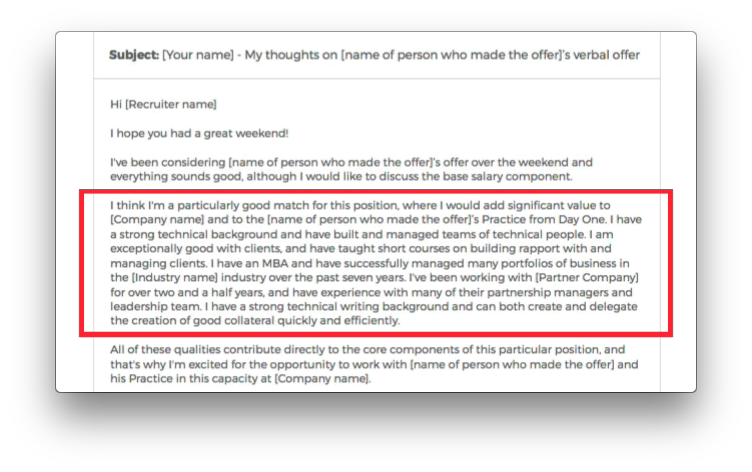 Subject: [Your name] - My thoughts on [name of person who made the offer]'s verbal offer
Hi [Recruiter name]
I hope you had a great weekend!
I've been considering [name of person who made the offer]'s offer over the weekend and
everything sounds good, although I would like to discuss the base salary component.
I think I'm a particularly good match for this position, where I would add significant value to
[Company name] and to the [name of person who made the offer]'s Practice from Day One. I have
a strong technical background and have built and managed teams of technical people. I am
exceptionally good with clients, and have taught short courses on building rapport with and
managing clients. I have an MBA and have successfully managed many portfolios of business in
the [Industry name] industry over the past seven years. I've been working with [Partner Company]
for over two and a half years, and have experience with many of their partnership managers and
leadership team. I have a strong technical writing background and can both create and delegate
the creation of good collateral quickly and efficiently.
All of these qualities contribute directly to the core components of this particular position, and
that's why I'm excited for the opportunity to work with [name of person who made the offer] and
his Practice in this capacity at [Company name].